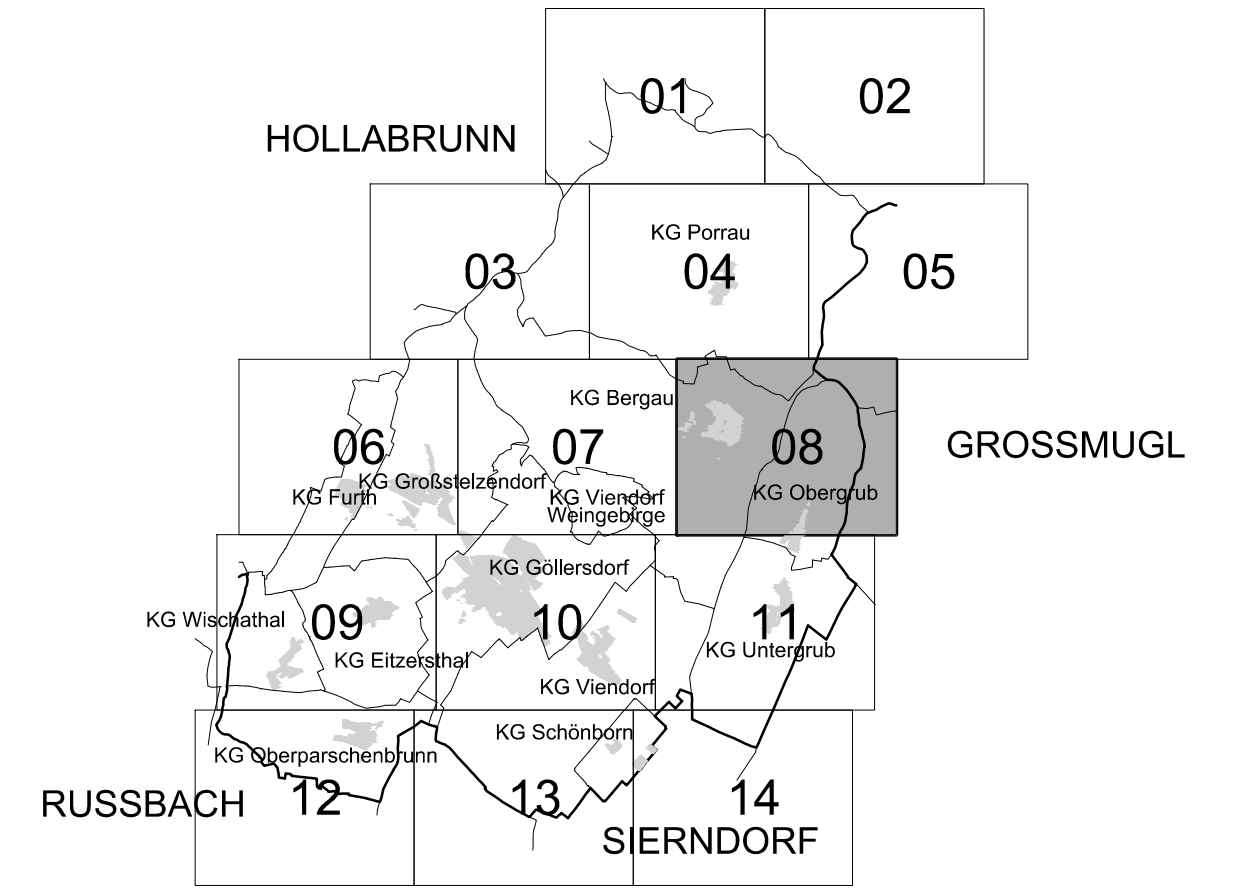 01
02
HOLLABRUNN
KG Porrau
03
04
05
KG Bergau
06
07
08
GROSSMUGL
KG Großstelzendorf
KG Furth
KG Viendorf
Weingebirge
KG Obergrub
KG Göllersdorf
KG Wischathal
09
10
11
KG Eitzersthal
KG Untergrub
KG Viendorf
KG Schönborn
KG Oberparschenbrunn
RUSSBACH
12
13
14
SIERNDORF